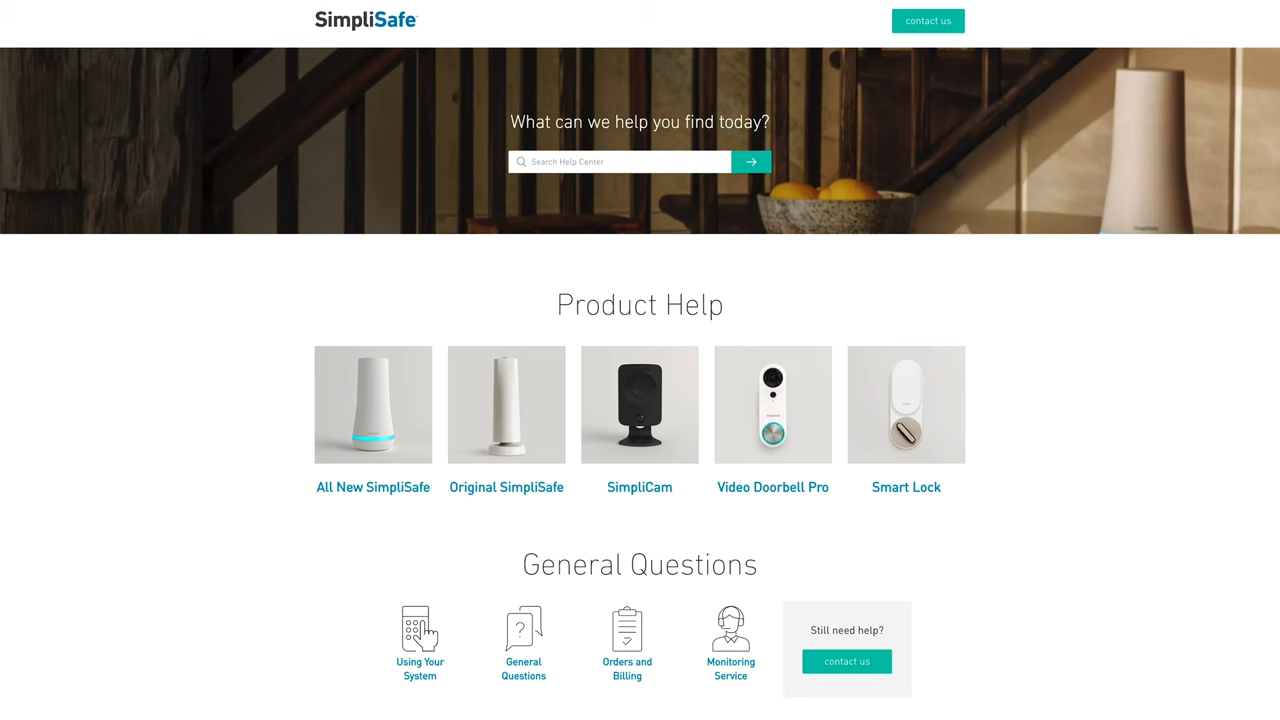 SimpliSafe
contact us
What can we help you find today?
Search Help Center
Product Help
All New SimpliSafe
Original SimpliSafe
SimpliCam
Video Doorbell Pro
Smart Lock
General Questions
Using Your
System
General
Questions
Orders and
Billing
Monitoring
Service
Still need help?
contact us